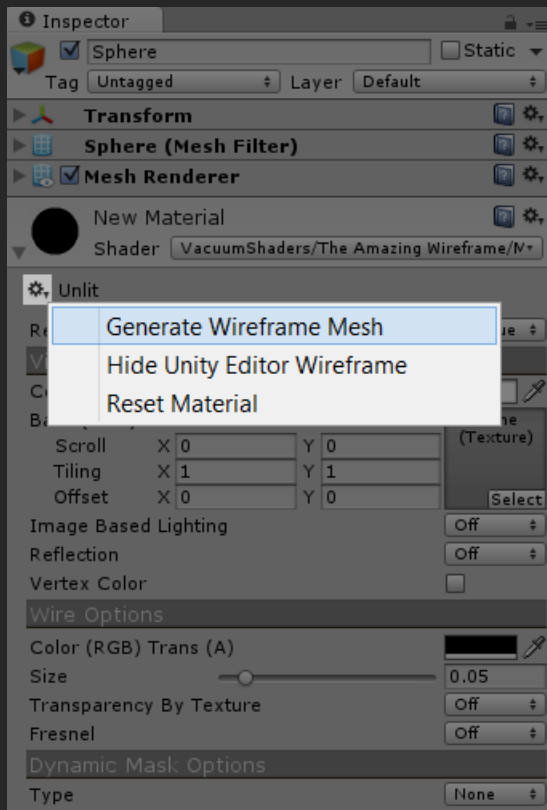 Inspector
Sphere Static
Tag Untagged Layer Default
Transform
Sphere (Mesh Filter)
Mesh Renderer
New Material
Shader VacuumShaders/The Amazing Wireframe/M
Unlit
Generate Wireframe Mesh
Hide Unity Editor Wireframe
Reset Material
(Texture)
Scroll X 0 Y 0
Tiling X 1 Y 1
Offset X 0 Y 0
Select
Image Based Lighting Off
Reflection Off
Vertex Color
Wire Options
Color (RGB) Trans (A)
Size 0.05
Transparency By Texture Off
Fresnel Off
Dynamic Mask Options
Type None